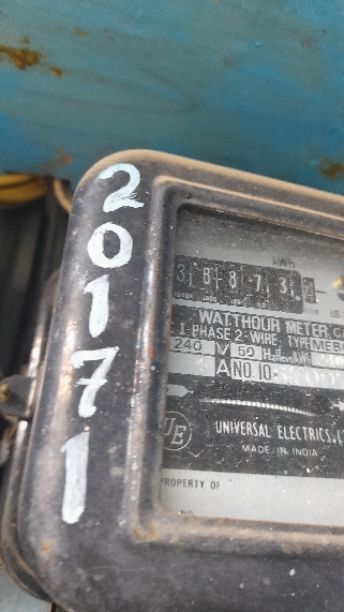 20171
kWh
3 8 8 7 3
WATTHOUR METER
1-PHASE 2-WIRE, TYPE
240 V 50 Hz
A NO.10
UE
UNIVERSAL ELECTRICS,
MADE IN INDIA
PROPERTY OF
NO